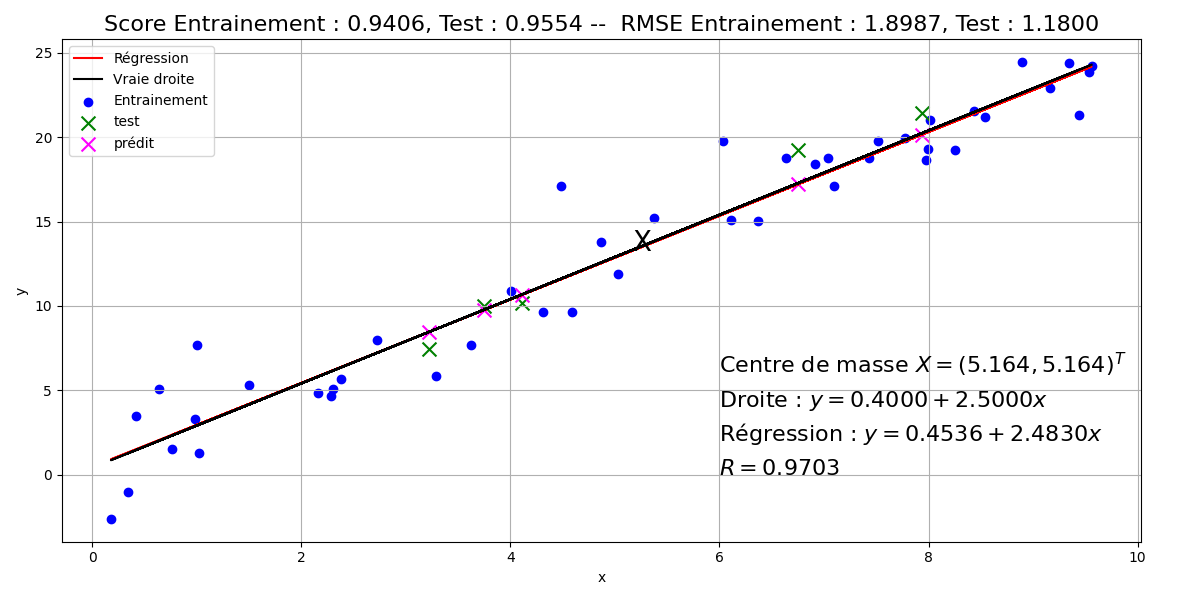 Score Entrainement : 0.9406, Test : 0.9554 --  RMSE Entrainement : 1.8987, Test : 1.1800
Régression
Vraie droite
Entrainement
test
prédit
25
20
15
10
5
0
y
X
Centre de masse X = (5.164, 5.164)^T
Droite : y = 0.4000 + 2.5000x
Régression : y = 0.4536 + 2.4830x
R = 0.9703
0 2 4 6 8 10
x